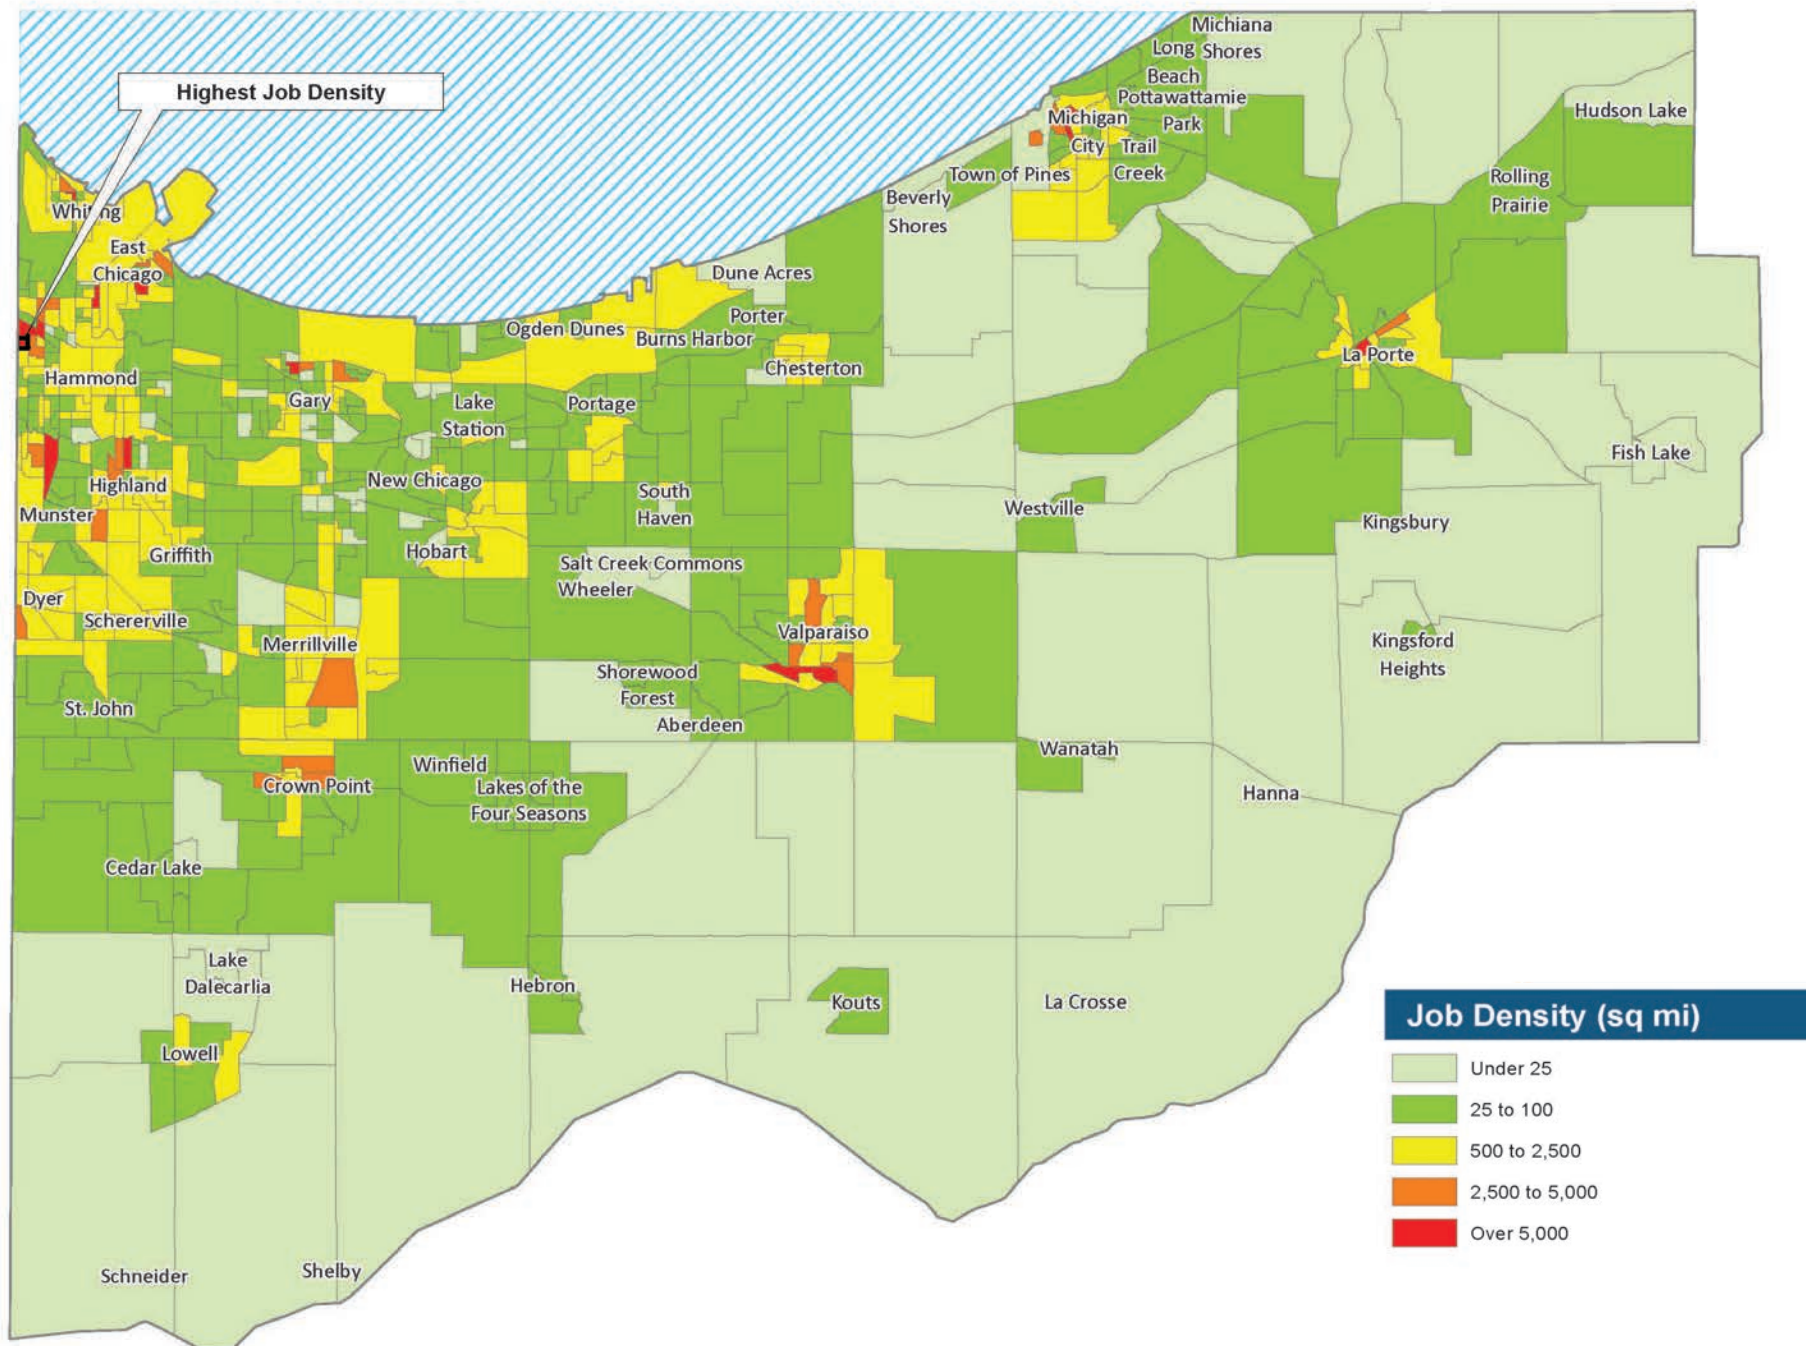 Michiana
Long Shores
Beach
Highest Job Density
Pottawattamie
Park
Hudson Lake
Michigan
City
Trail
Creek
Town of Pines
Rolling
Prairie
Beverly
Shores
Whiting
East
Chicago
Dune Acres
Porter
Ogden Dunes
Burns Harbor
La Porte
Chesterton
Hammond
Gary
Lake
Station
Portage
Fish Lake
New Chicago
Highland
South
Haven
Westville
Munster
Kingsbury
Griffith
Hobart
Salt Creek Commons
Wheeler
Dyer
Schererville
Valparaiso
Merrillville
Kingsford
Heights
Shorewood
Forest
St. John
Aberdeen
Wanatah
Winfield
Crown Point
Lakes of the
Four Seasons
Hanna
Cedar Lake
Lake
Dalecarlia
Hebron
Kouts
La Crosse
Lowell
Schneider
Shelby
Job Density (sq mi)
Under 25
25 to 100
500 to 2,500
2,500 to 5,000
Over 5,000